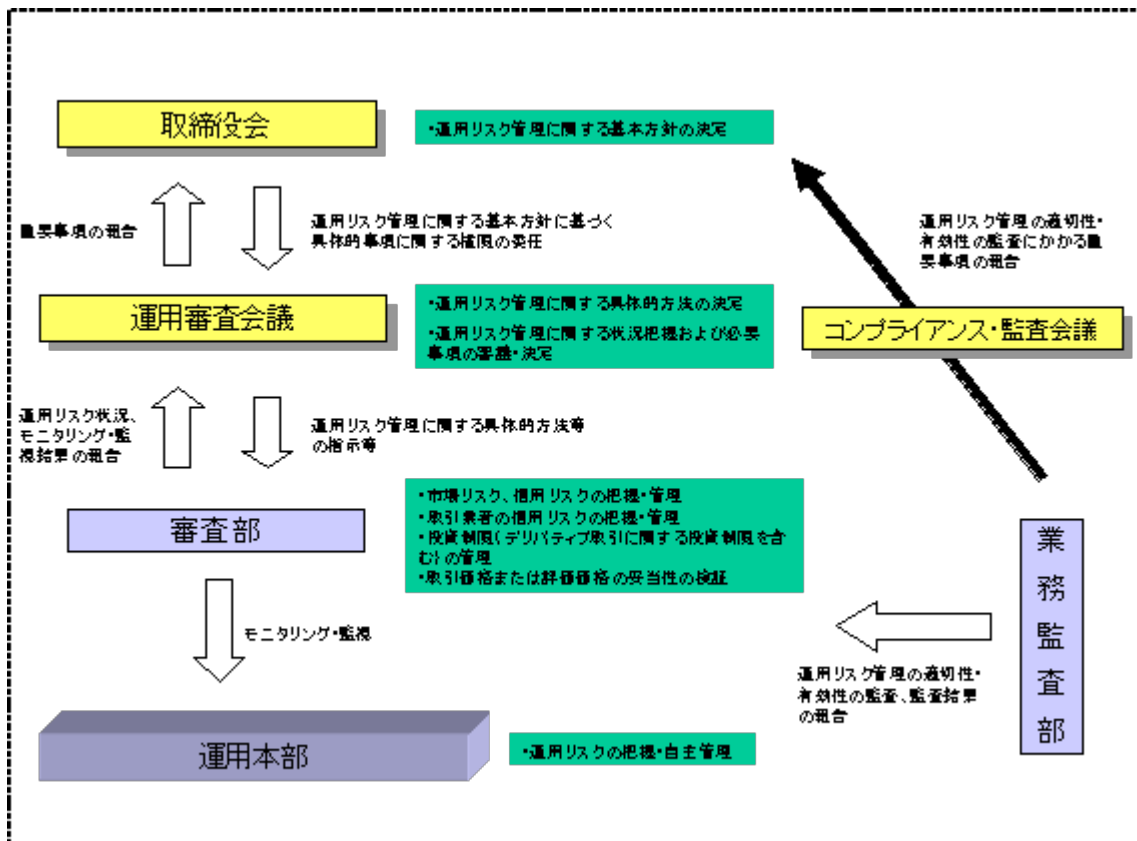 取締役会
・運用リスク管理に関する基本方針の決定
重要事項の報告
運用リスク管理に関する基本方針に基づく
具体的事項に関する権限の委任
運用リスク管理の適切性・
有効性の監査にかかる重
要事項の報告
運用審査会議
・運用リスク管理に関する具体的方法の決定
・運用リスク管理に関する状況把握および必要
事項の審議・決定
コンプライアンス・監査会議
運用リスク状況、
モニタリング・監
視結果の報告
運用リスク管理に関する具体的方法等
の指示等
審査部
・市場リスク、信用リスクの把握・管理
・取引業者の信用リスクの把握・管理
・投資制限(デリバティブ取引に関する投資制限を含
む)の管理
・取引価格または評価価格の妥当性の検証
業務監査部
モニタリング・監視
運用リスク管理の適切性・
有効性の監査、監査結果
の報告
運用本部
・運用リスクの把握・自主管理